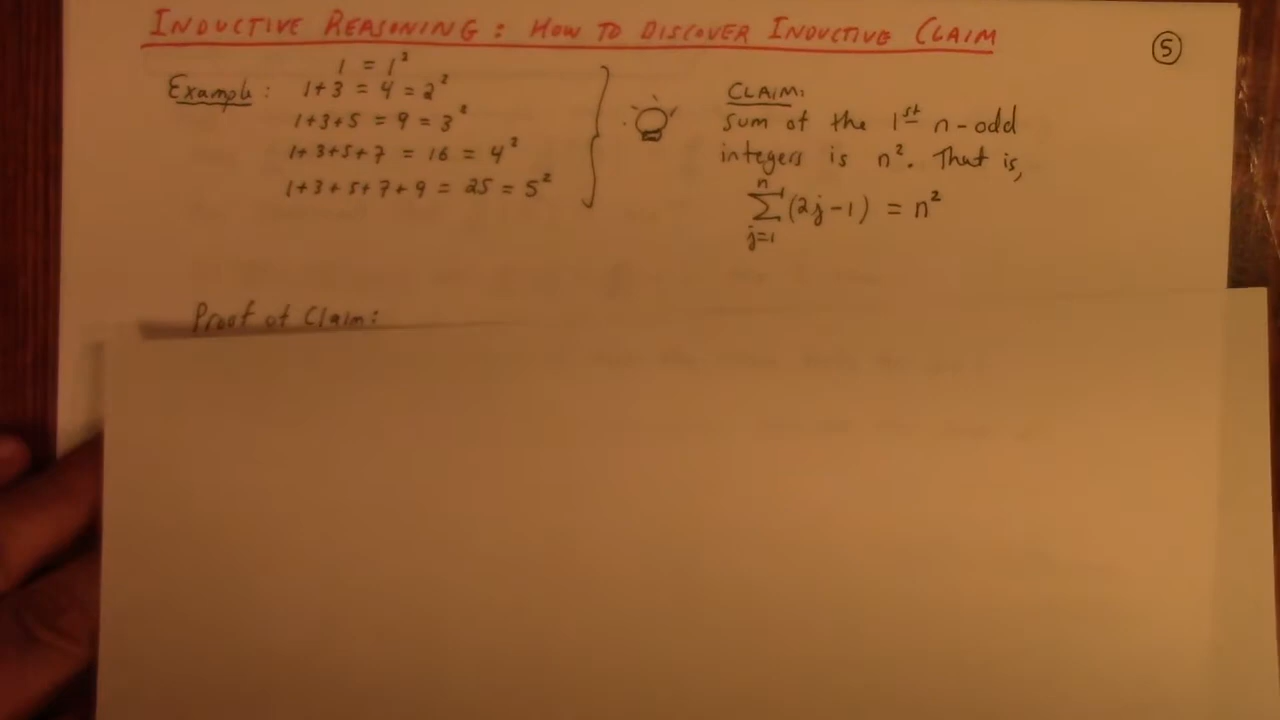 INDUCTIVE REASONING: HOW TO DISCOVER INDUCTIVE CLAIM
5
Example:
1 = 1²
1+3 = 4 = 2²
1+3+5 = 9 = 3²
1+3+5+7 = 16 = 4²
1+3+5+7+9 = 25 = 5²
CLAIM:
sum of the 1st n-odd
integers is n². That is,
n
∑(2j-1) = n²
j=1
Proof of Claim: